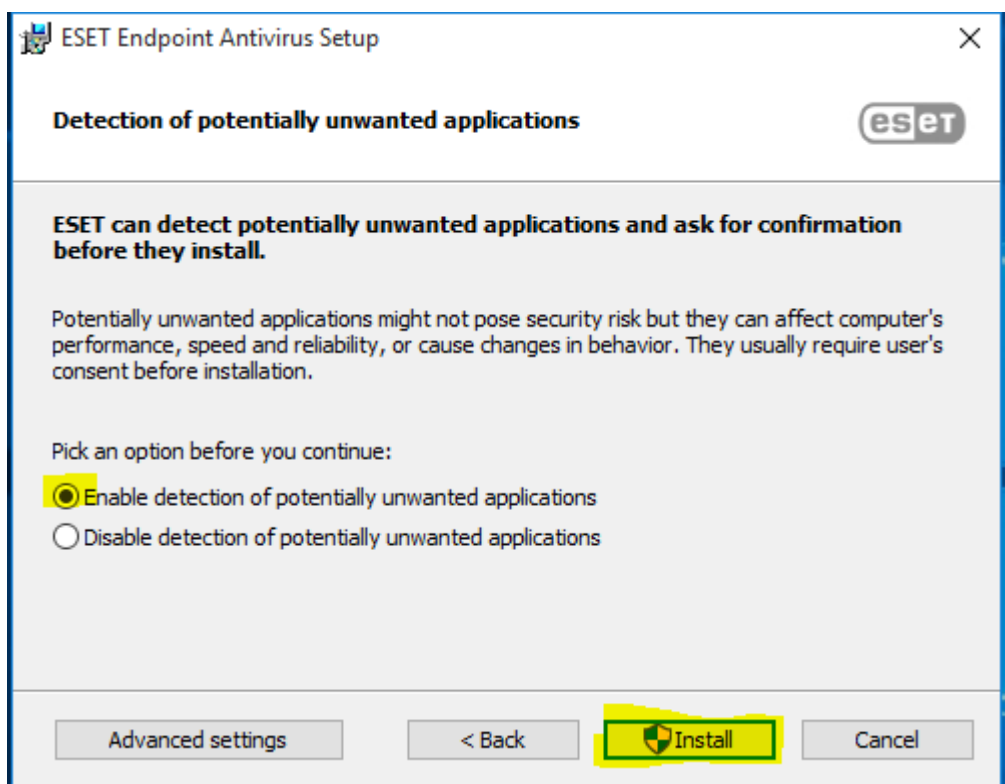 ESET Endpoint Antivirus Setup
Detection of potentially unwanted applications
eset
ESET can detect potentially unwanted applications and ask for confirmation
before they install.
Potentially unwanted applications might not pose security risk but they can affect computer's
performance, speed and reliability, or cause changes in behavior. They usually require user's
consent before installation.
Pick an option before you continue:
Enable detection of potentially unwanted applications
Disable detection of potentially unwanted applications
Advanced settings
< Back
Install
Cancel